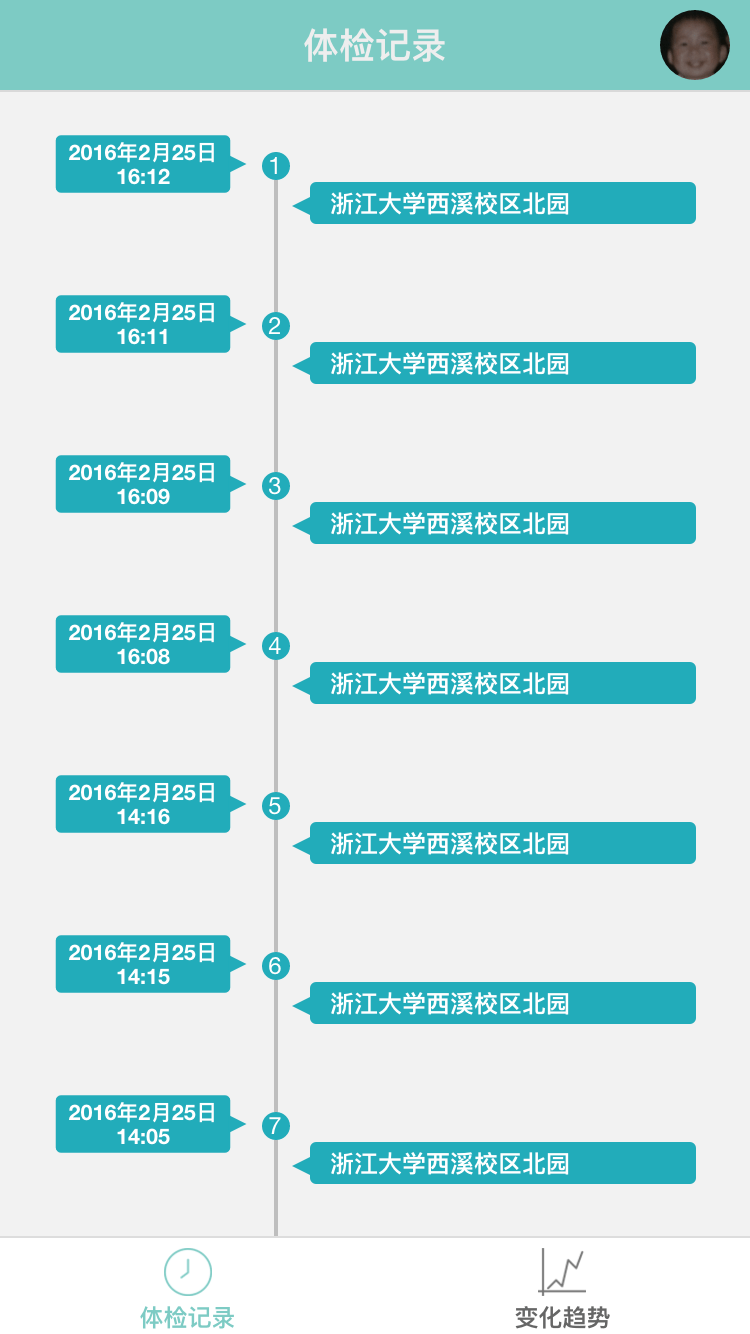 体检记录
2016年2月25日
16:12
1
浙江大学西溪校区北园
2016年2月25日
16:11
2
浙江大学西溪校区北园
2016年2月25日
16:09
3
浙江大学西溪校区北园
2016年2月25日
16:08
4
浙江大学西溪校区北园
2016年2月25日
14:16
5
浙江大学西溪校区北园
2016年2月25日
14:15
6
浙江大学西溪校区北园
2016年2月25日
14:05
7
浙江大学西溪校区北园
体检记录
变化趋势